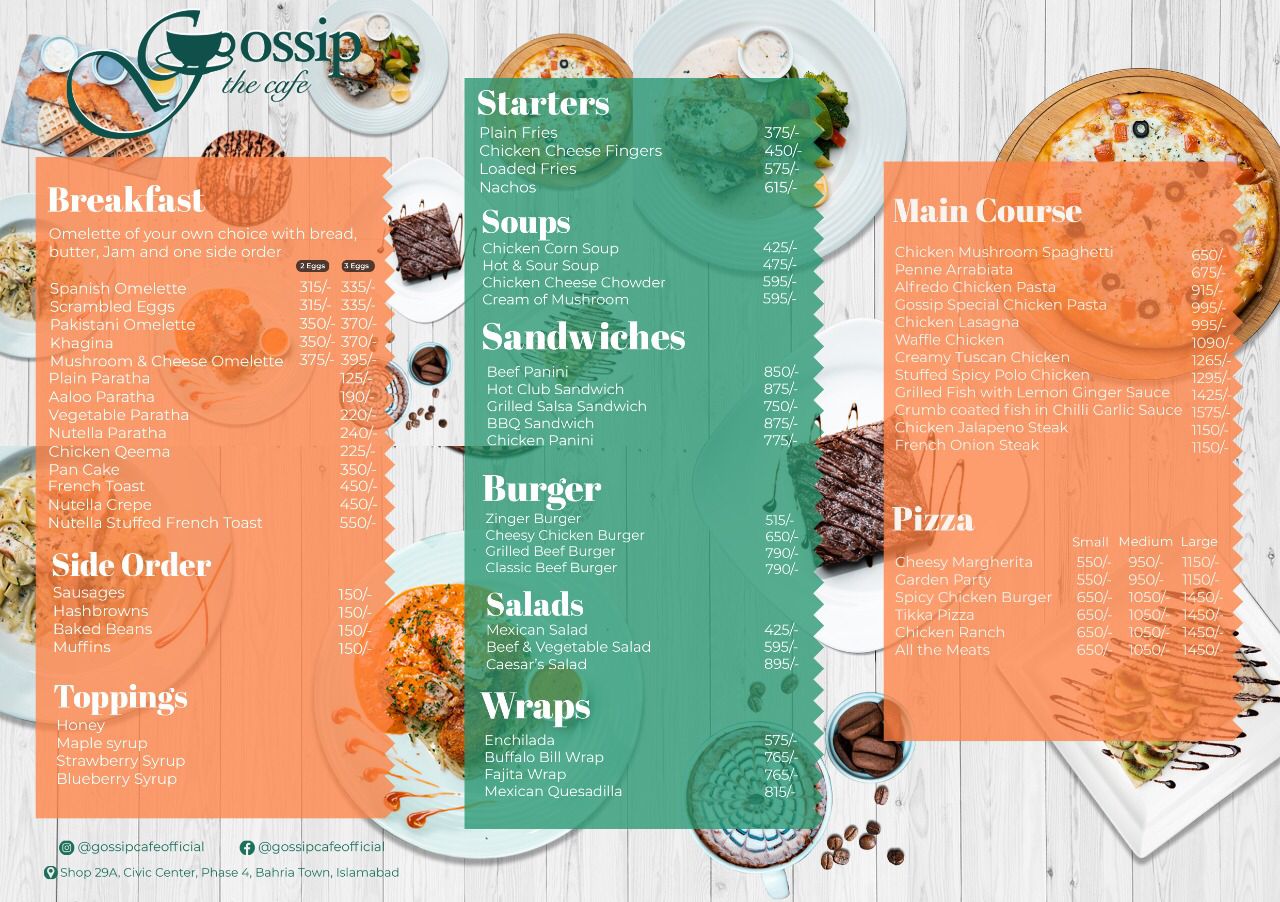 Gossip
the cafe
Breakfast
Omelette of your own choice with bread,
butter, Jam and one side order
2 Eggs 3 Eggs
Spanish Omelette 315/- 335/-
Scrambled Eggs 315/- 335/-
Pakistani Omelette 350/- 370/-
Khagina 350/- 370/-
Mushroom & Cheese Omelette 375/- 395/-
Plain Paratha 125/-
Aaloo Paratha 190/-
Vegetable Paratha 220/-
Nutella Paratha 240/-
Chicken Qeema 225/-
Pan Cake 350/-
French Toast 450/-
Nutella Crepe 450/-
Nutella Stuffed French Toast 550/-
Side Order
Sausages 150/-
Hashbrowns 150/-
Baked Beans 150/-
Muffins 150/-
Toppings
Honey
Maple syrup
Strawberry Syrup
Blueberry Syrup
@gossipcafeofficial @gossipcafeofficial
Shop 29A, Civic Center, Phase 4, Bahria Town, Islamabad
Starters
Plain Fries 375/-
Chicken Cheese Fingers 450/-
Loaded Fries 575/-
Nachos 615/-
Soups
Chicken Corn Soup 425/-
Hot & Sour Soup 475/-
Chicken Cheese Chowder 595/-
Cream of Mushroom 595/-
Sandwiches
Beef Panini 850/-
Hot Club Sandwich 875/-
Grilled Salsa Sandwich 750/-
BBQ Sandwich 875/-
Chicken Panini 775/-
Burger
Zinger Burger 515/-
Cheesy Chicken Burger 650/-
Grilled Beef Burger 790/-
Classic Beef Burger 790/-
Salads
Mexican Salad 425/-
Beef & Vegetable Salad 595/-
Caesar's Salad 895/-
Wraps
Enchilada 575/-
Buffalo Bill Wrap 765/-
Fajita Wrap 765/-
Mexican Quesadilla 815/-
Main Course
Chicken Mushroom Spaghetti 650/-
Penne Arrabiata 675/-
Alfredo Chicken Pasta 915/-
Gossip Special Chicken Pasta 995/-
Chicken Lasagna 995/-
Waffle Chicken 1090/-
Creamy Tuscan Chicken 1265/-
Stuffed Spicy Polo Chicken 1295/-
Grilled Fish with Lemon Ginger Sauce 1425/-
Crumb coated fish in Chilli Garlic Sauce 1575/-
Chicken Jalapeno Steak 1150/-
French Onion Steak 1150/-
Pizza
Small Medium Large
Cheesy Margherita 550/- 950/- 1150/-
Garden Party 550/- 950/- 1150/-
Spicy Chicken Burger 650/- 1050/- 1450/-
Tikka Pizza 650/- 1050/- 1450/-
Chicken Ranch 650/- 1050/- 1450/-
All the Meats 650/- 1050/- 1450/-